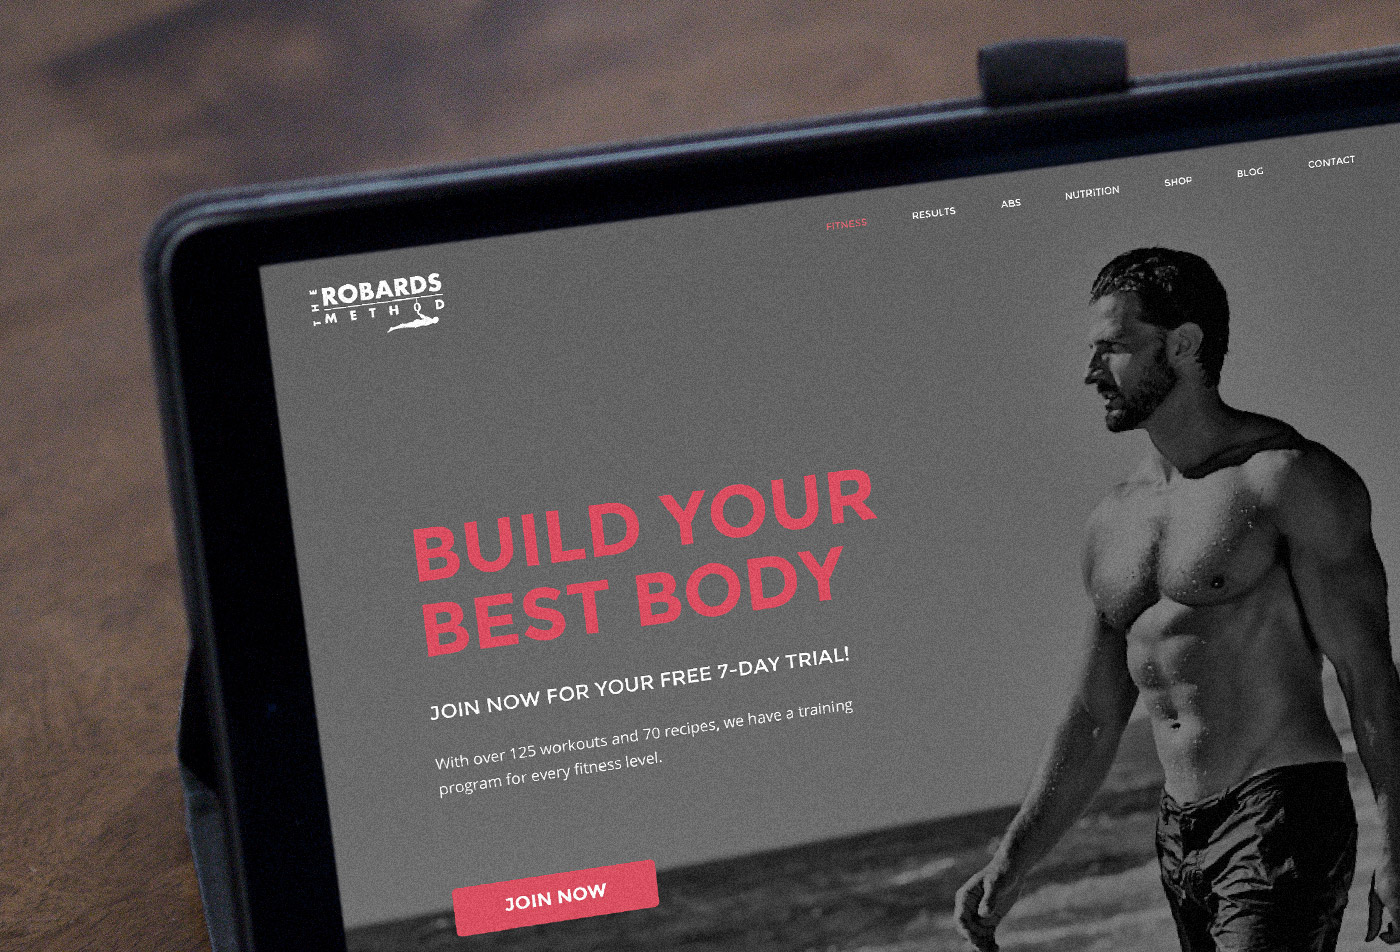 FITNESS RESULTS ABS NUTRITION SHOP BLOG CONTACT
THE ROBARDS
METHOD
BUILD YOUR
BEST BODY
JOIN NOW FOR YOUR FREE 7-DAY TRIAL!
With over 125 workouts and 70 recipes, we have a training
program for every fitness level.
JOIN NOW